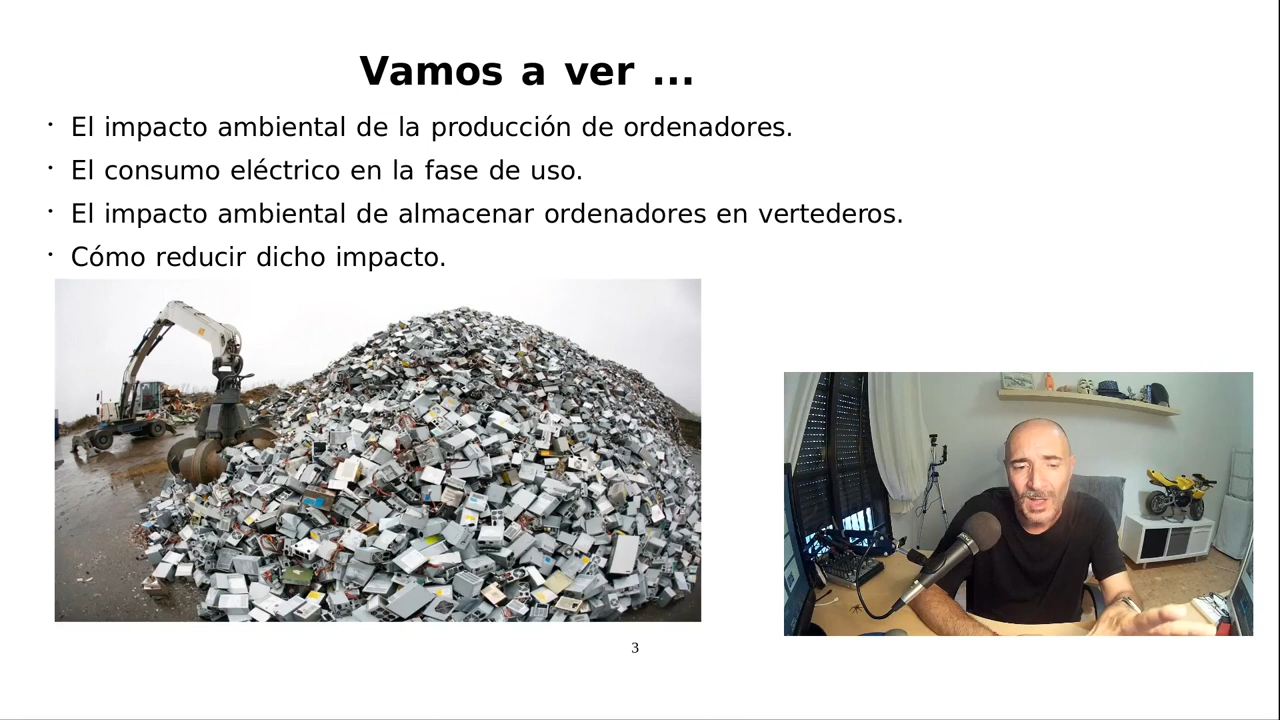 Vamos a ver ...
· El impacto ambiental de la producción de ordenadores.
· El consumo eléctrico en la fase de uso.
· El impacto ambiental de almacenar ordenadores en vertederos.
· Cómo reducir dicho impacto.
3